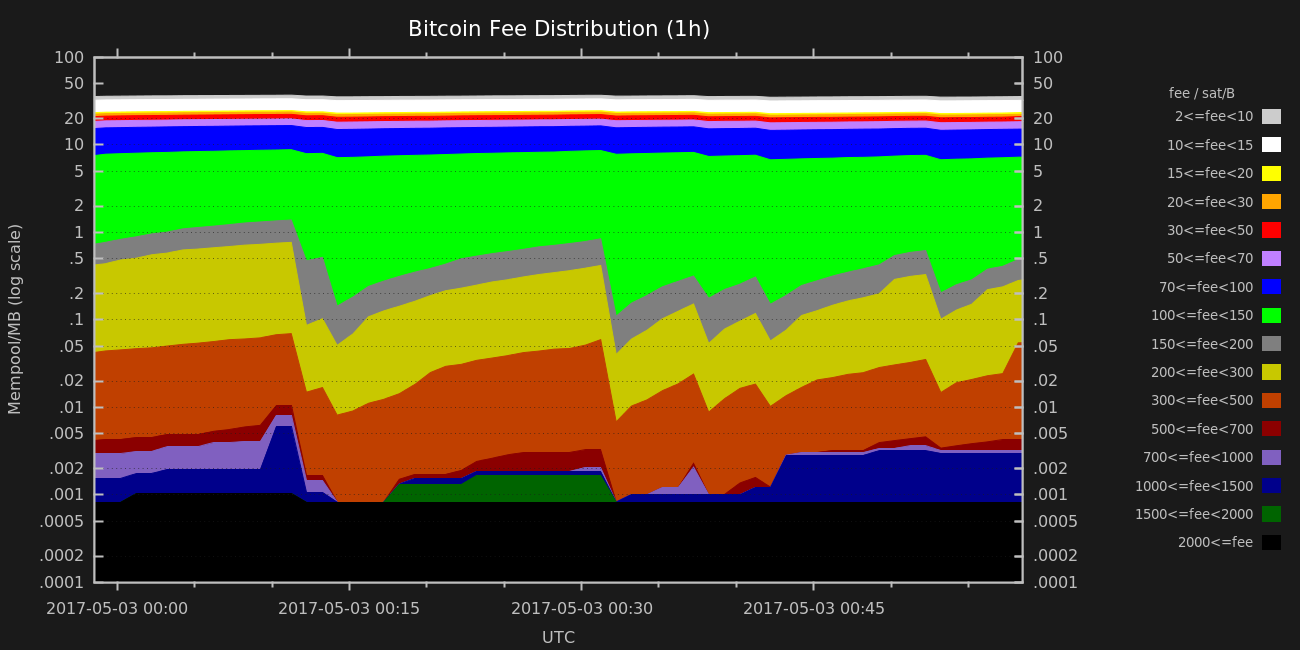 Bitcoin Fee Distribution (1h)
Mempool/MB (log scale)
100
50
20
10
5
2
1
.5
.2
.1
.05
.02
.01
.005
.002
.001
.0005
.0002
.0001
100
50
20
10
5
2
1
.5
.2
.1
.05
.02
.01
.005
.002
.001
.0005
.0002
.0001
2017-05-03 00:00 2017-05-03 00:15 2017-05-03 00:30 2017-05-03 00:45
UTC
fee / sat/B
2<=fee<10
10<=fee<15
15<=fee<20
20<=fee<30
30<=fee<50
50<=fee<70
70<=fee<100
100<=fee<150
150<=fee<200
200<=fee<300
300<=fee<500
500<=fee<700
700<=fee<1000
1000<=fee<1500
1500<=fee<2000
2000<=fee